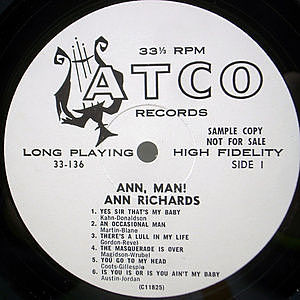 33⅓ RPM
ATCO
RECORDS
SAMPLE COPY
NOT FOR SALE
LONG PLAYING
HIGH FIDELITY
33-136
SIDE 1
ANN, MAN!
ANN RICHARDS
1. YES SIR THAT'S MY BABY
Kahn-Donaldson
2. AN OCCASIONAL MAN
Martin-Blane
3. THERE'S A LULL IN MY LIFE
Gordon-Revel
4. THE MASQUERADE IS OVER
Magidson-Wrubel
5. YOU GO TO MY HEAD
Coots-Gillespie
6. IS YOU IS OR IS YOU AIN'T MY BABY
Austin-Jordan
(C11825)